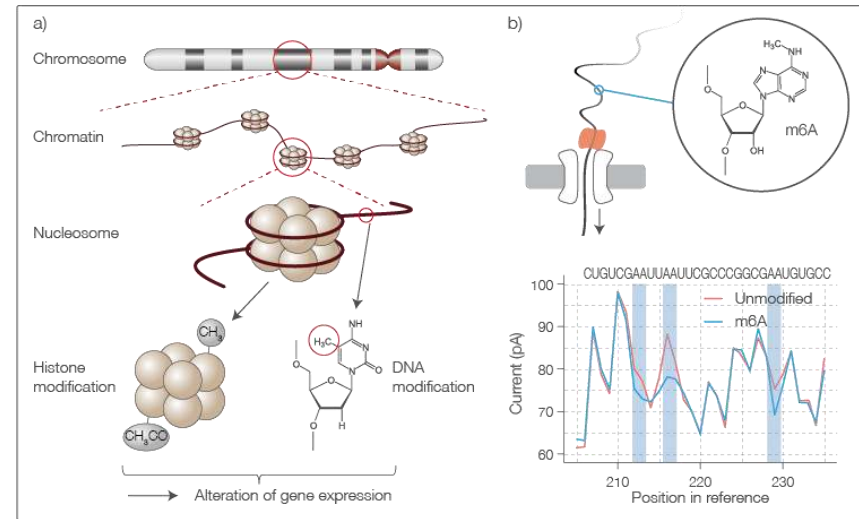 a)
Chromosome
Chromatin
Nucleosome
CH₃
Histone
modification
CH₃CO
H₃C
NH
N
N
O
O
O
O
H
DNA
modification
Alteration of gene expression
b)
H₃C
NH
N
N
N
N
O
O
O
OH
m6A
CUGUCGAAUUAAUUCGCCCGGCGAAUGUGCC
Unmodified
m6A
100
90
80
70
60
Current (pA)
210
220
230
Position in reference